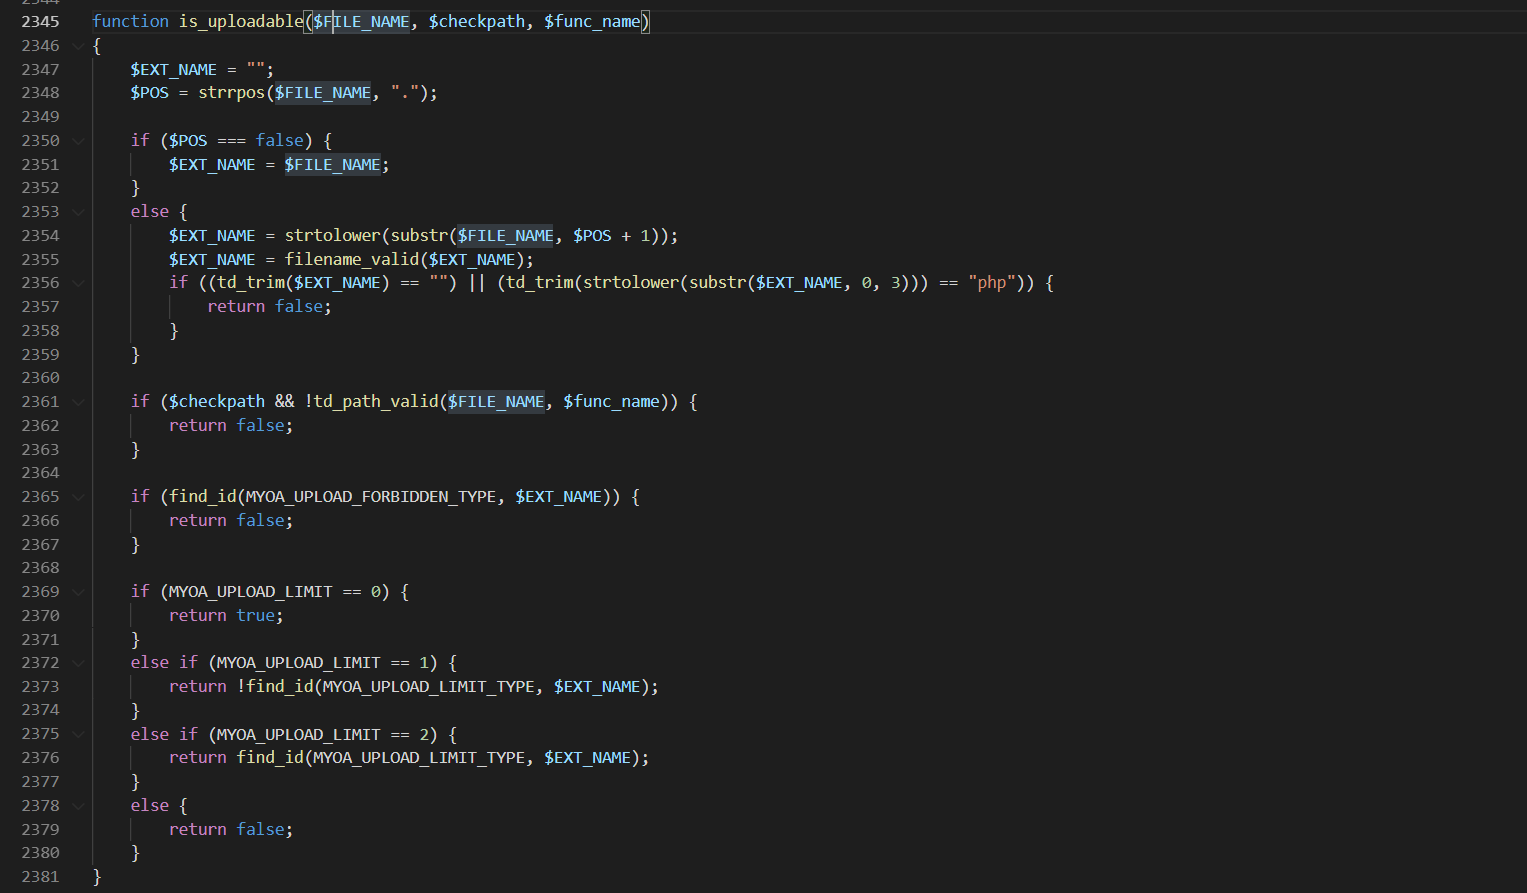 2344
2345 function is_uploadable($FILE_NAME, $checkpath, $func_name)
2346 {
2347     $EXT_NAME = "";
2348     $POS = strrpos($FILE_NAME, ".");
2349
2350     if ($POS === false) {
2351         $EXT_NAME = $FILE_NAME;
2352     }
2353     else {
2354         $EXT_NAME = strtolower(substr($FILE_NAME, $POS + 1));
2355         $EXT_NAME = filename_valid($EXT_NAME);
2356         if ((td_trim($EXT_NAME) == "") || (td_trim(strtolower(substr($EXT_NAME, 0, 3))) == "php")) {
2357             return false;
2358         }
2359     }
2360
2361     if ($checkpath && !td_path_valid($FILE_NAME, $func_name)) {
2362         return false;
2363     }
2364
2365     if (find_id(MYOA_UPLOAD_FORBIDDEN_TYPE, $EXT_NAME)) {
2366         return false;
2367     }
2368
2369     if (MYOA_UPLOAD_LIMIT == 0) {
2370         return true;
2371     }
2372     else if (MYOA_UPLOAD_LIMIT == 1) {
2373         return !find_id(MYOA_UPLOAD_LIMIT_TYPE, $EXT_NAME);
2374     }
2375     else if (MYOA_UPLOAD_LIMIT == 2) {
2376         return find_id(MYOA_UPLOAD_LIMIT_TYPE, $EXT_NAME);
2377     }
2378     else {
2379         return false;
2380     }
2381 }